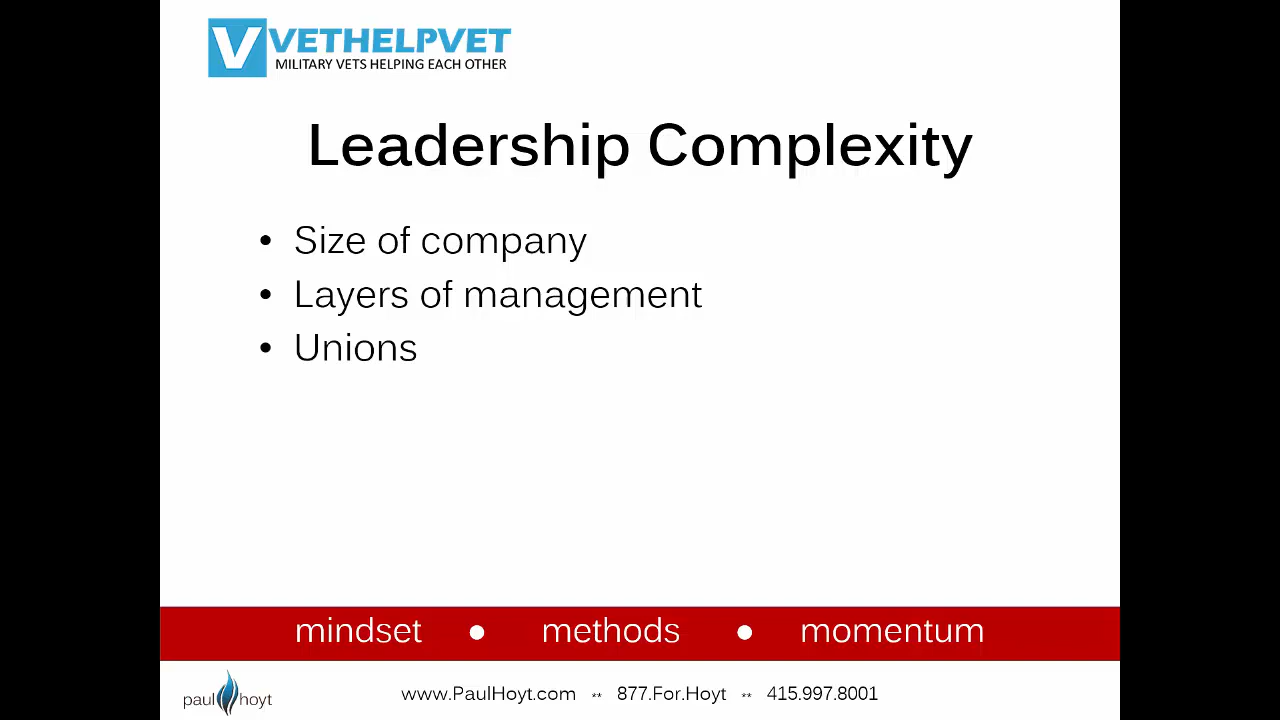 V VETHELPVET
MILITARY VETS HELPING EACH OTHER
Leadership Complexity
• Size of company
• Layers of management
• Unions
mindset ● methods ● momentum
paul hoyt
www.PaulHoyt.com ** 877.For.Hoyt ** 415.997.8001